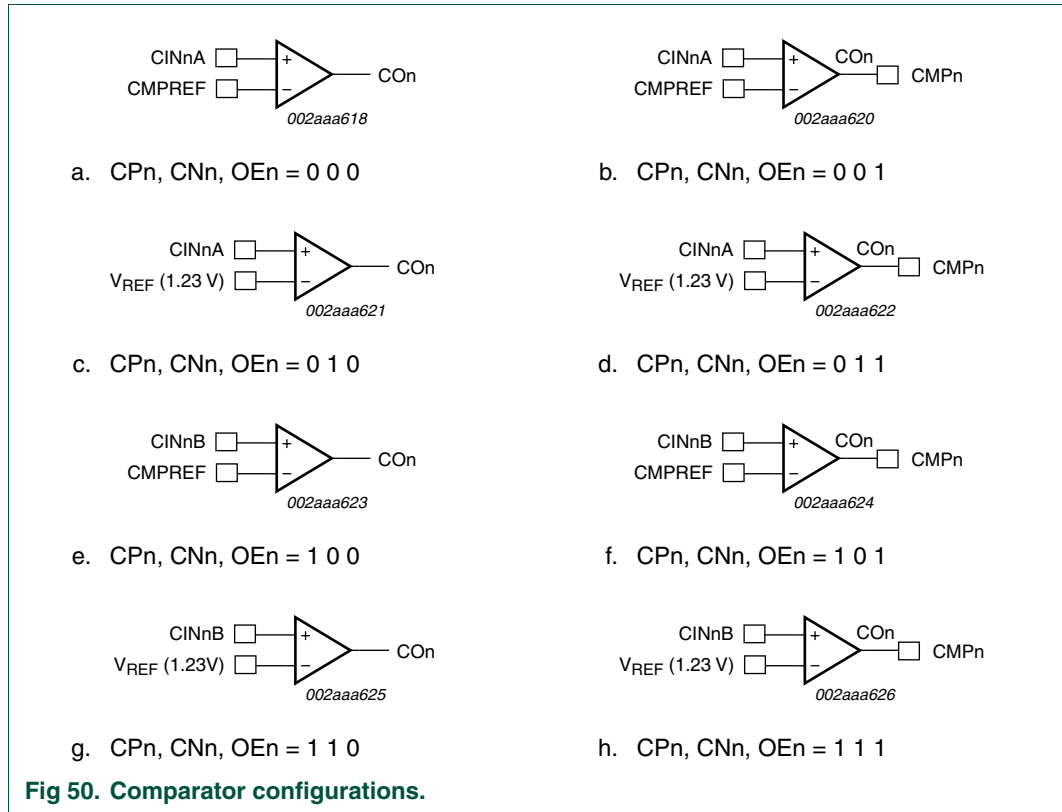 CINnA
CMPREF
+
−
COn
002aaa618
a. CPn, CNn, OEn = 0 0 0
CINnA
CMPREF
+
−
COn
CMPn
002aaa620
b. CPn, CNn, OEn = 0 0 1
CINnA
VREF (1.23 V)
+
−
COn
002aaa621
c. CPn, CNn, OEn = 0 1 0
CINnA
VREF (1.23 V)
+
−
COn
CMPn
002aaa622
d. CPn, CNn, OEn = 0 1 1
CINnB
CMPREF
+
−
COn
002aaa623
e. CPn, CNn, OEn = 1 0 0
CINnB
CMPREF
+
−
COn
CMPn
002aaa624
f. CPn, CNn, OEn = 1 0 1
CINnB
VREF (1.23V)
+
−
COn
002aaa625
g. CPn, CNn, OEn = 1 1 0
CINnB
VREF (1.23 V)
+
−
COn
CMPn
002aaa626
h. CPn, CNn, OEn = 1 1 1
Fig 50. Comparator configurations.